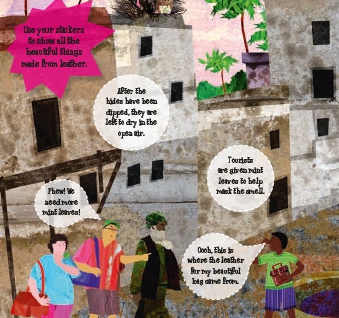 Use your stickers
to show all the
beautiful things
made from leather.
After the
hides have been
dipped, they are
left to dry in the
open air.
Tourists
are given mint
leaves to help
mask the smell.
Phew! We
need more
mint leaves!
Oooh, this is
where the leather
for my beautiful
bag came from.